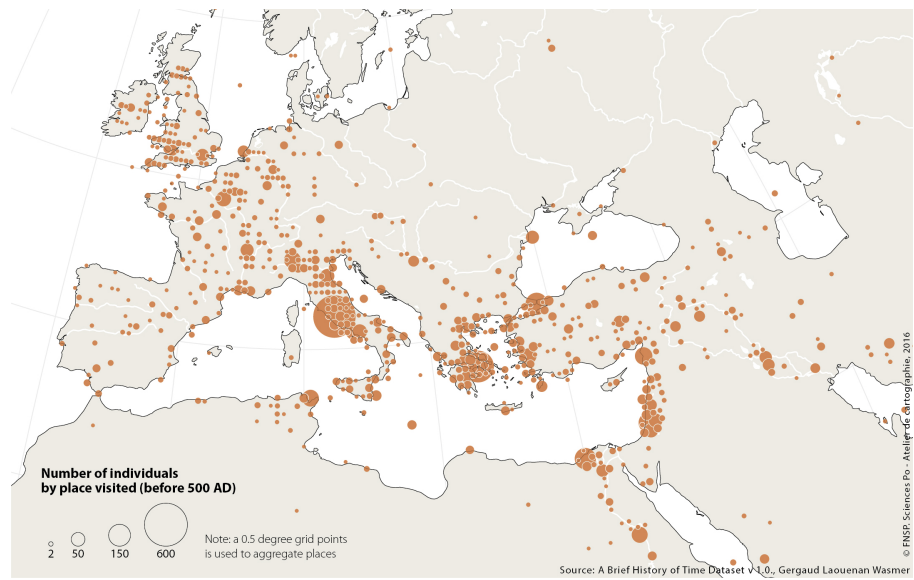 Number of individuals
by place visited (before 500 AD)
2 50 150 600
Note: a 0.5 degree grid points
is used to aggregate places
Source: A Brief History of Time Dataset v 1.0., Gergaud Laouenan Wasmer
© FNSP. Sciences Po - Atelier de cartographie, 2016